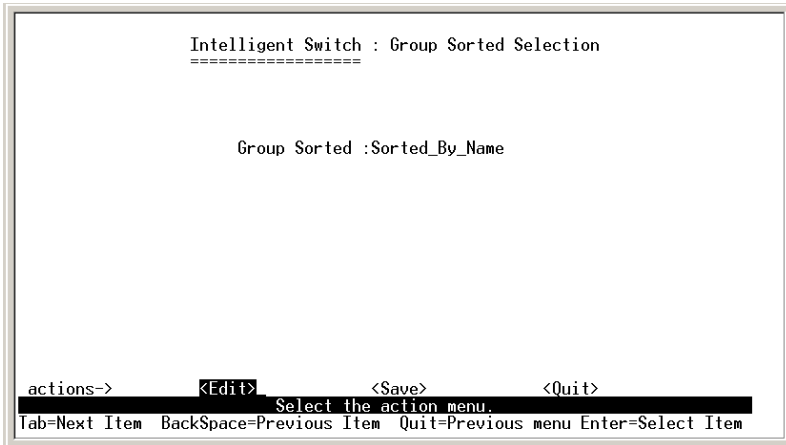 Intelligent Switch : Group Sorted Selection
==================
Group Sorted :Sorted_By_Name
actions-> <Edit> <Save> <Quit>
Select the action menu.
Tab=Next Item BackSpace=Previous Item Quit=Previous menu Enter=Select Item